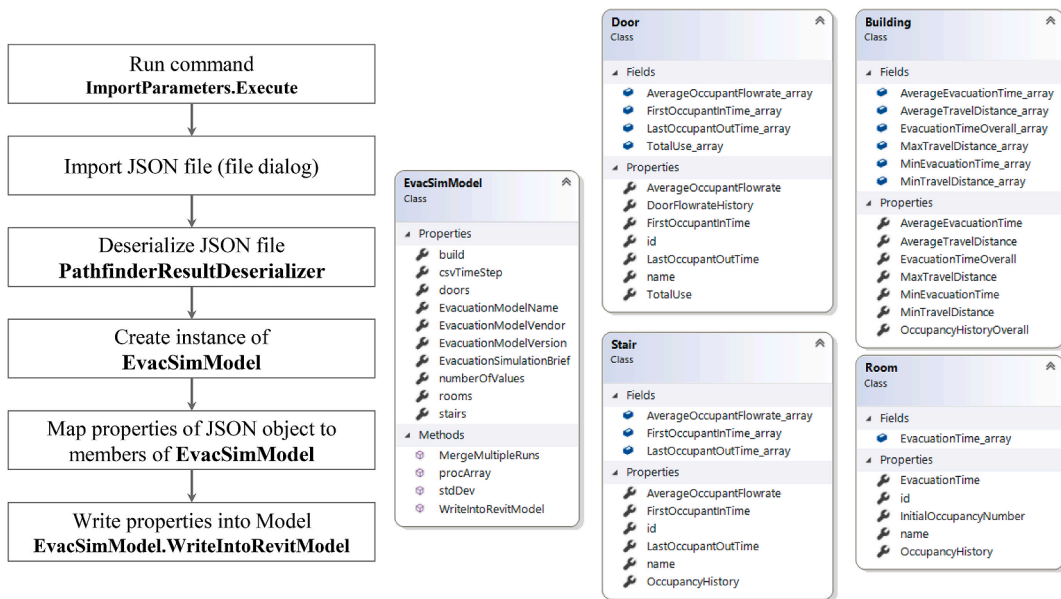 Run command
ImportParameters.Execute
Import JSON file (file dialog)
Deserialize JSON file
PathfinderResultDeserializer
Create instance of
EvacSimModel
Map properties of JSON object to
members of EvacSimModel
Write properties into Model
EvacSimModel.WriteIntoRevitModel
EvacSimModel
Class
Properties
build
csvTimeStep
doors
EvacuationModelName
EvacuationModelVendor
EvacuationModelVersion
EvacuationSimulationBrief
numberOfValues
rooms
stairs
Methods
MergeMultipleRuns
procArray
stdDev
WriteIntoRevitModel
Door
Class
Fields
AverageOccupantFlowrate_array
FirstOccupantInTime_array
LastOccupantOutTime_array
TotalUse_array
Properties
AverageOccupantFlowrate
DoorFlowrateHistory
FirstOccupantInTime
id
LastOccupantOutTime
name
TotalUse
Stair
Class
Fields
AverageOccupantFlowrate_array
FirstOccupantInTime_array
LastOccupantOutTime_array
Properties
AverageOccupantFlowrate
FirstOccupantInTime
id
LastOccupantOutTime
name
OccupancyHistory
Building
Class
Fields
AverageEvacuationTime_array
AverageTravelDistance_array
EvacuationTimeOverall_array
MaxTravelDistance_array
MinEvacuationTime_array
MinTravelDistance_array
Properties
AverageEvacuationTime
AverageTravelDistance
EvacuationTimeOverall
MaxTravelDistance
MinEvacuationTime
MinTravelDistance
OccupancyHistoryOverall
Room
Class
Fields
EvacuationTime_array
Properties
EvacuationTime
id
InitialOccupancyNumber
name
OccupancyHistory